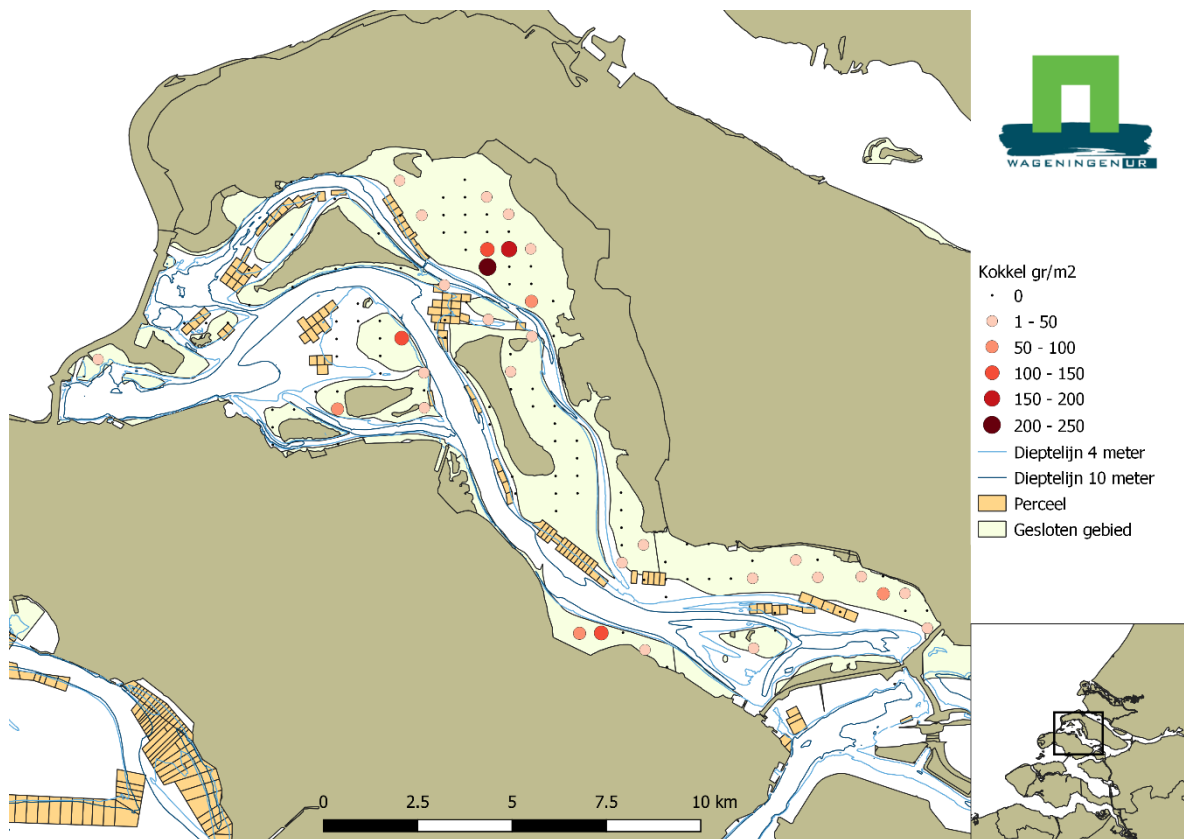 WAGENINGEN UR
Kokkel gr/m2
0
1 - 50
50 - 100
100 - 150
150 - 200
200 - 250
Dieptelijn 4 meter
Dieptelijn 10 meter
Perceel
Gesloten gebied
0 2.5 5 7.5 10 km